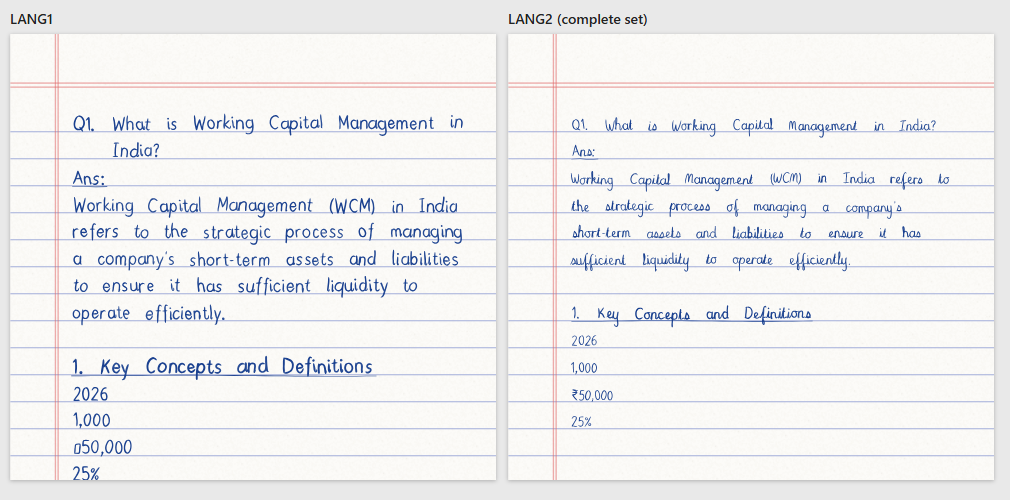 LANG1
Q1. What is Working Capital Management in
India?
Ans:
Working Capital Management (WCM) in India
refers to the strategic process of managing
a company's short-term assets and liabilities
to ensure it has sufficient liquidity to
operate efficiently.
1. Key Concepts and Definitions
2026
1,000
▯50,000
25%
LANG2 (complete set)
Q1. What is Working Capital Management in India?
Ans:
Working Capital Management (WCM) in India refers to
the strategic process of managing a company's
short-term assets and liabilities to ensure it has
sufficient liquidity to operate efficiently.
1. Key Concepts and Definitions
2026
1,000
₹50,000
25%